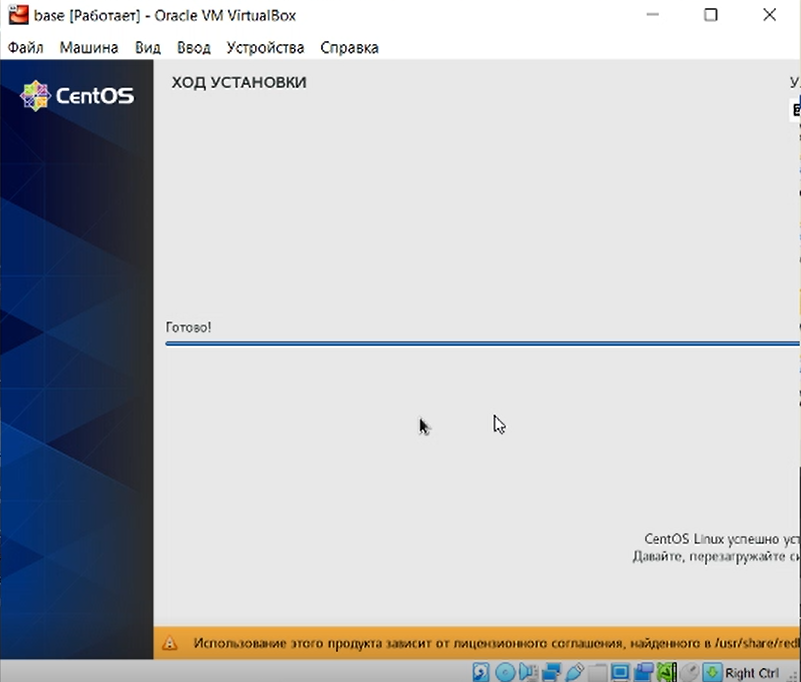 base [Работает] - Oracle VM VirtualBox
Файл Машина Вид Ввод Устройства Справка
CentOS
ХОД УСТАНОВКИ
Готово!
CentOS Linux успешно
Давайте, перезагружайте
Использование этого продукта зависит от лицензионного соглашения, найденного в /usr/share/red
Right Ctrl